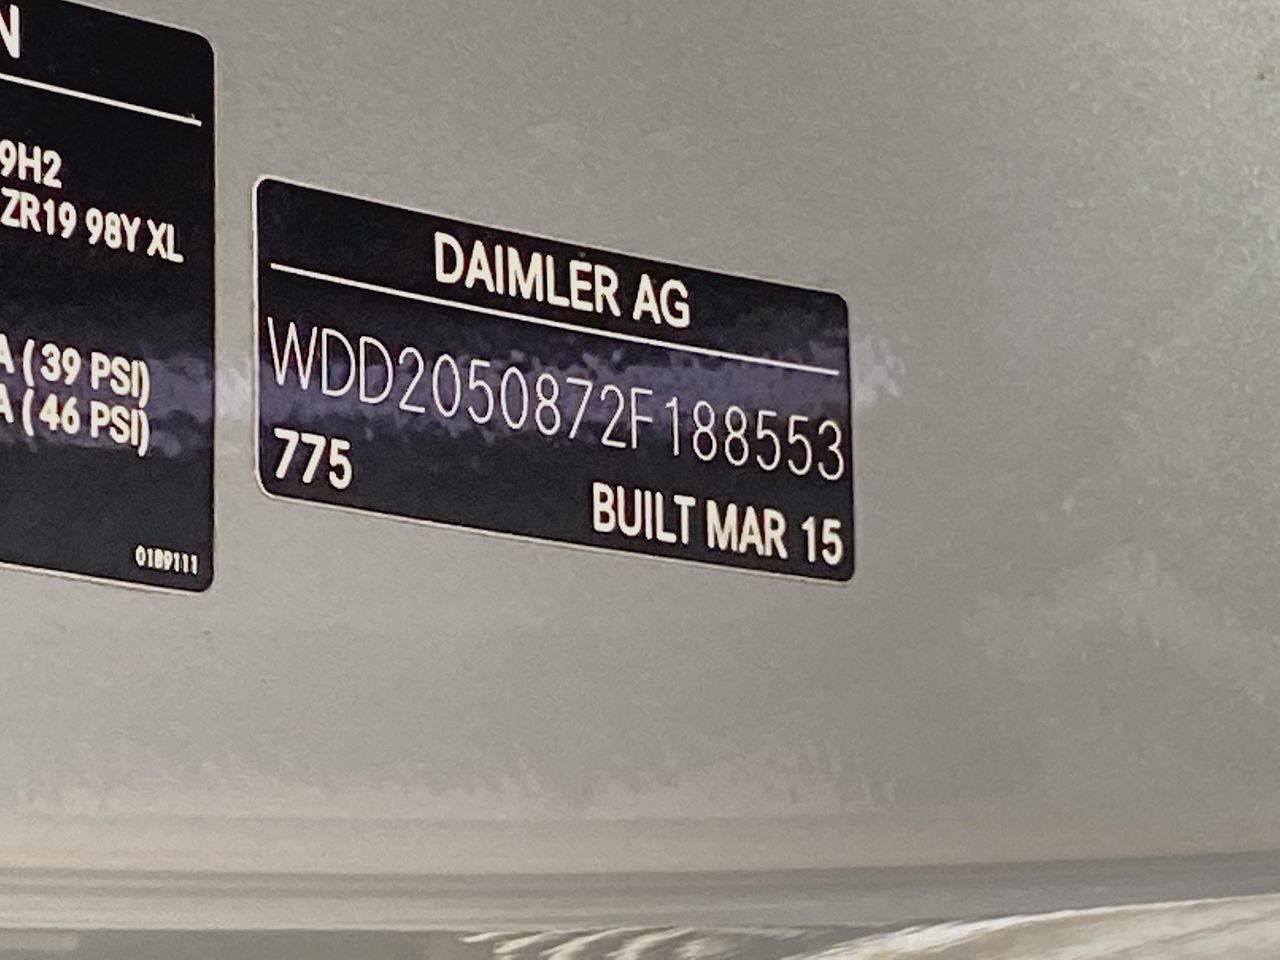 N
9H2
ZR19 98Y XL
A (39 PSI)
A (46 PSI)
0189111
DAIMLER AG
WDD2050872F188553
775
BUILT MAR 15